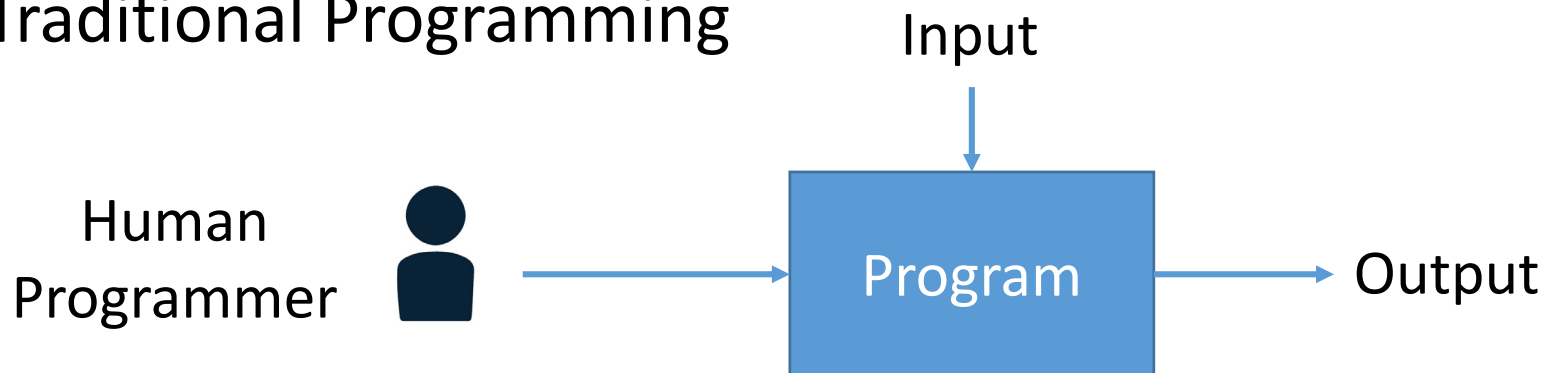 Traditional Programming
Input
Human
Programmer
Program
Output